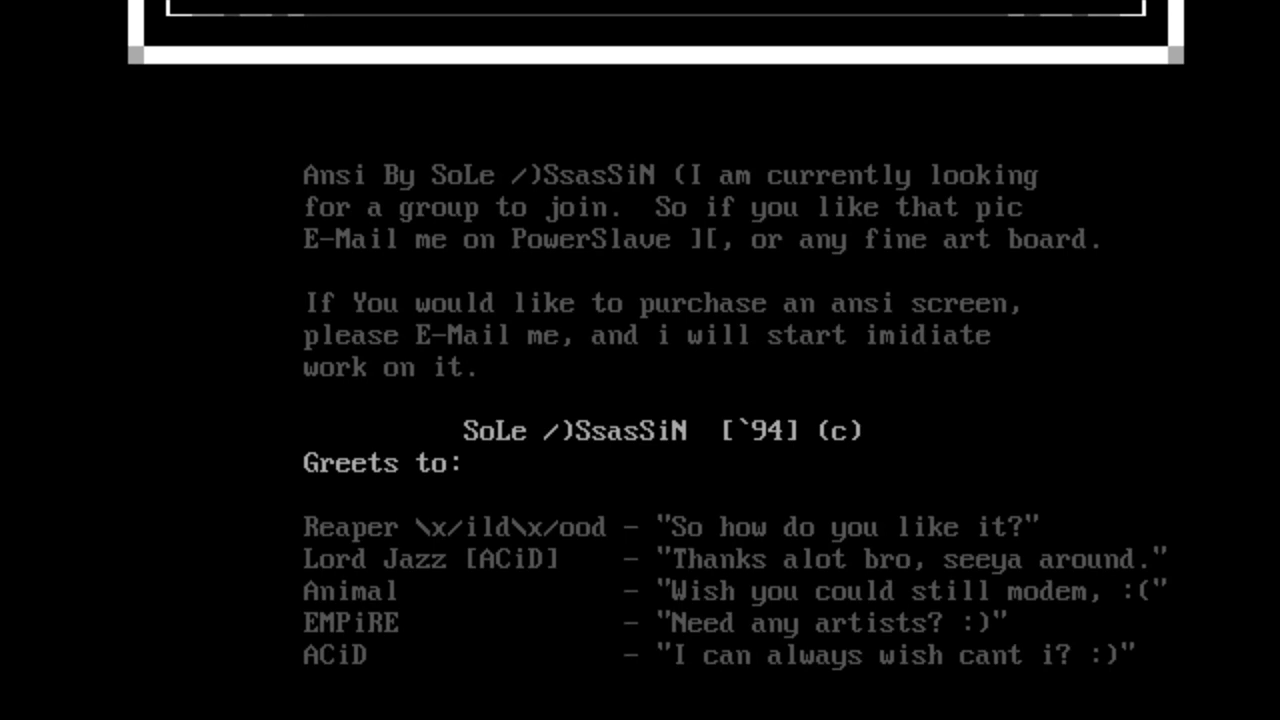 Ansi By SoLe /)SsasSiN (I am currently looking
for a group to join.  So if you like that pic
E-Mail me on PowerSlave ][, or any fine art board.
If You would like to purchase an ansi screen,
please E-Mail me, and i will start imidiate
work on it.
SoLe /)SsasSiN  [`94] (c)
Greets to:
Reaper \x/ild\x/ood - "So how do you like it?"
Lord Jazz [ACiD]    - "Thanks alot bro, seeya around."
Animal              - "Wish you could still modem, :("
EMPiRE              - "Need any artists? :)"
ACiD                - "I can always wish cant i? :)"